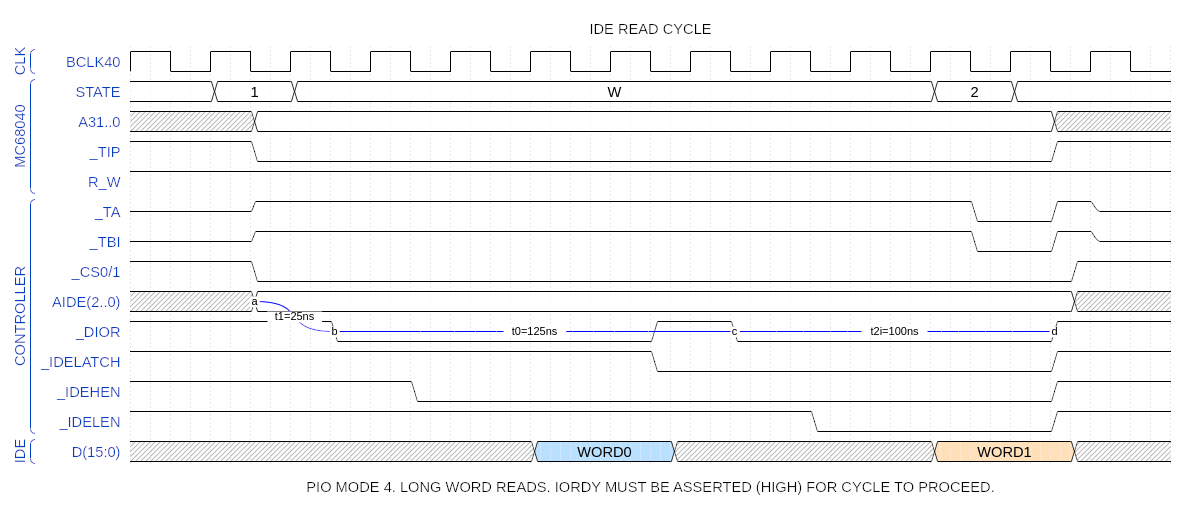 IDE READ CYCLE
CLK
BCLK40
MC68040
STATE 1 W 2
A31..0
_TIP
R_W
CONTROLLER
_TA
_TBI
_CS0/1
AIDE(2..0) a
t1=25ns
_DIOR b t0=125ns c t2i=100ns d
_IDELATCH
_IDEHEN
_IDELEN
IDE
D(15:0) WORD0 WORD1
PIO MODE 4. LONG WORD READS. IORDY MUST BE ASSERTED (HIGH) FOR CYCLE TO PROCEED.